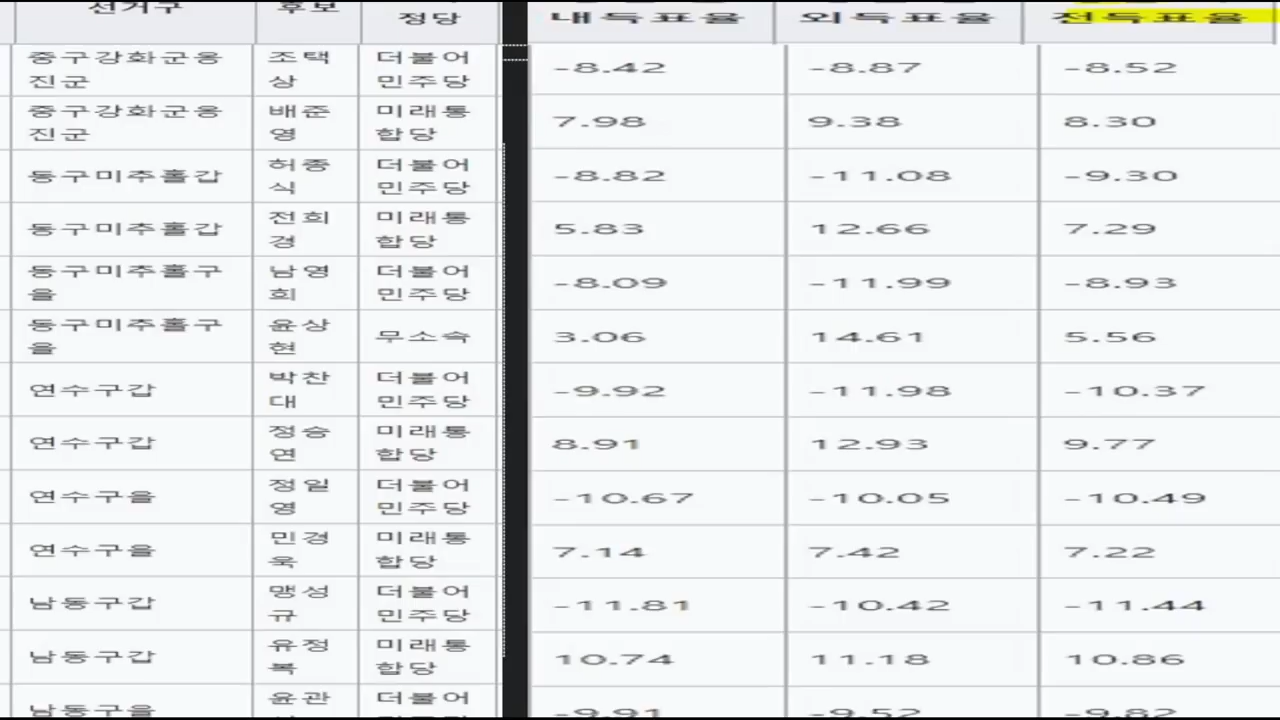 선거구 후보 정당 내득표율 외득표율 전득표율
중구강화군옹진군 조택상 더불어민주당 -8.42 -8.87 -8.52
중구강화군옹진군 배준영 미래통합당 7.98 9.38 8.30
동구미추홀갑 허종식 더불어민주당 -8.82 -11.08 -9.30
동구미추홀갑 전희경 미래통합당 5.83 12.66 7.29
동구미추홀구을 남영희 더불어민주당 -8.09 -11.99 -8.93
동구미추홀구을 윤상현 무소속 3.06 14.61 5.56
연수구갑 박찬대 더불어민주당 -9.92 -11.98 -10.37
연수구갑 정승연 미래통합당 8.91 12.93 9.77
연수구을 정일영 더불어민주당 -10.67 -10.05 -10.49
연수구을 민경욱 미래통합당 7.14 7.42 7.22
남동구갑 맹성규 더불어민주당 -11.81 -10.42 -11.44
남동구갑 유정복 미래통합당 10.74 11.18 10.86
남동구을 윤관 더불어 -9.91 -9.52 -9.82